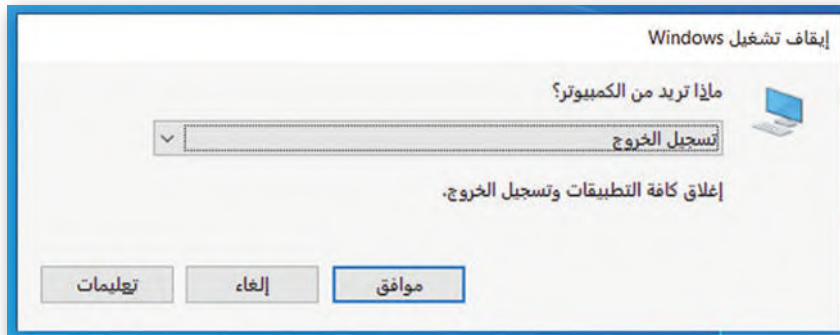 إيقاف تشغيل Windows
ماذا تريد من الكمبيوتر؟
تسجيل الخروج
إغلاق كافة التطبيقات وتسجيل الخروج.
موافق إلغاء تعليمات